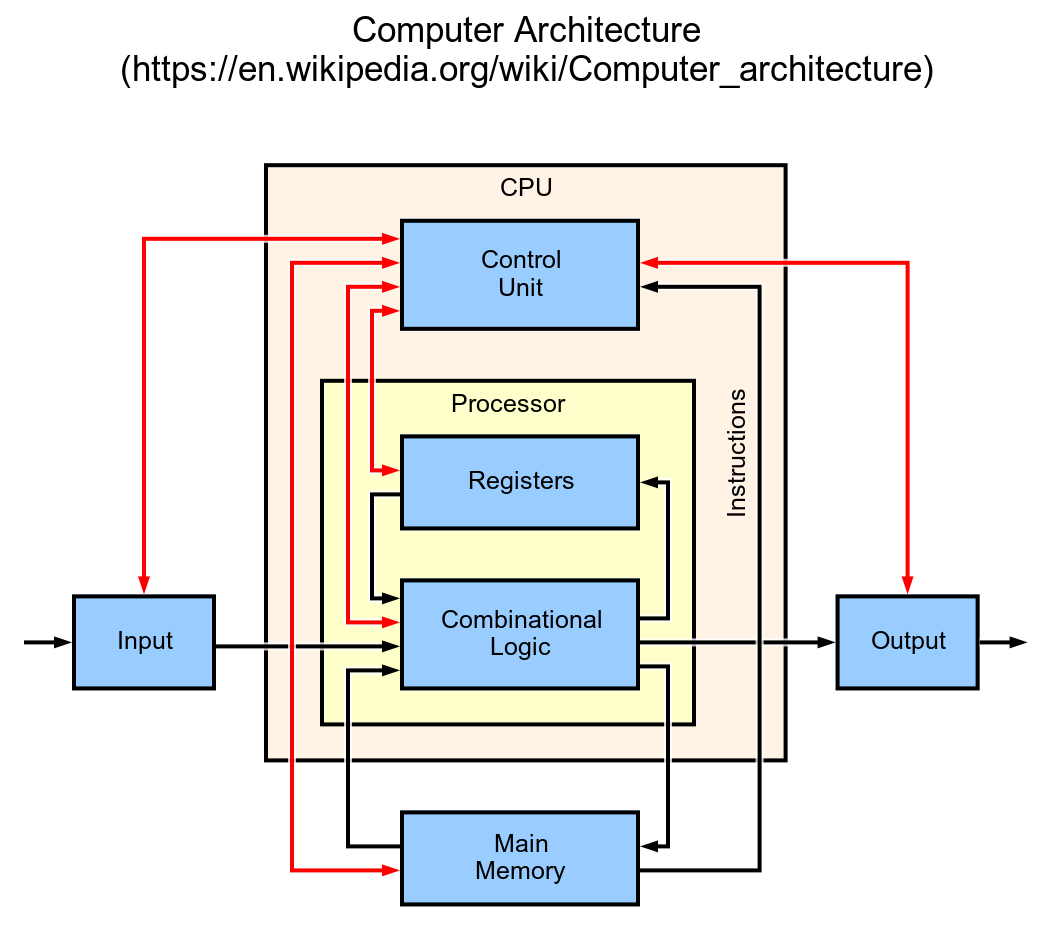 Computer Architecture
(https://en.wikipedia.org/wiki/Computer_architecture)
CPU
Control
Unit
Processor
Instructions
Registers
Combinational
Logic
Input
Output
Main
Memory